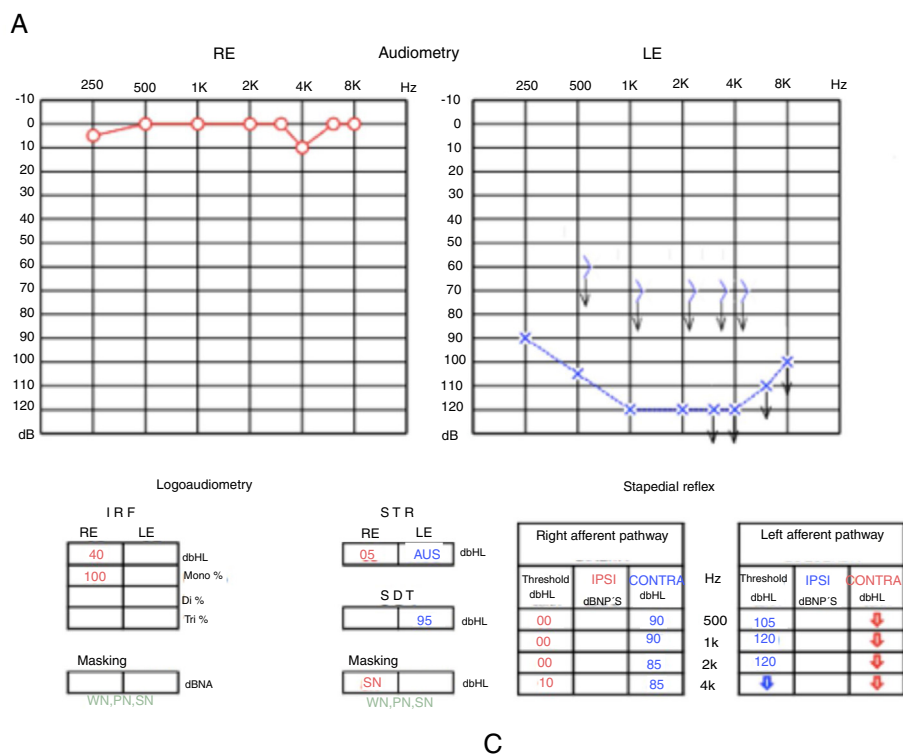 A
RE Audiometry LE
250 500 1K 2K 4K 8K Hz
250 500 1K 2K 4K 8K Hz
-10 -10
0 0
10 10
20 20
30 30
40 40
50 50
60 60
70 70
80 80
90 90
100 100
110 110
120 120
dB dB
Logoaudiometry
I R F
RE LE
40 dbHL
100 Mono %
Di %
Tri %
Masking
dBNA
WN,PN,SN
S T R
RE LE
05 AUS dbHL
S D T
95 dbHL
Masking
SN dbHL
WN,PN,SN
Stapedial reflex
Right afferent pathway Left afferent pathway
Threshold dbHL IPSI dBNP'S CONTRA dbHL Hz Threshold dbHL IPSI dBNP'S CONTRA dbHL
00 90 500 105
00 90 1k 120
00 85 2k 120
10 85 4k
C